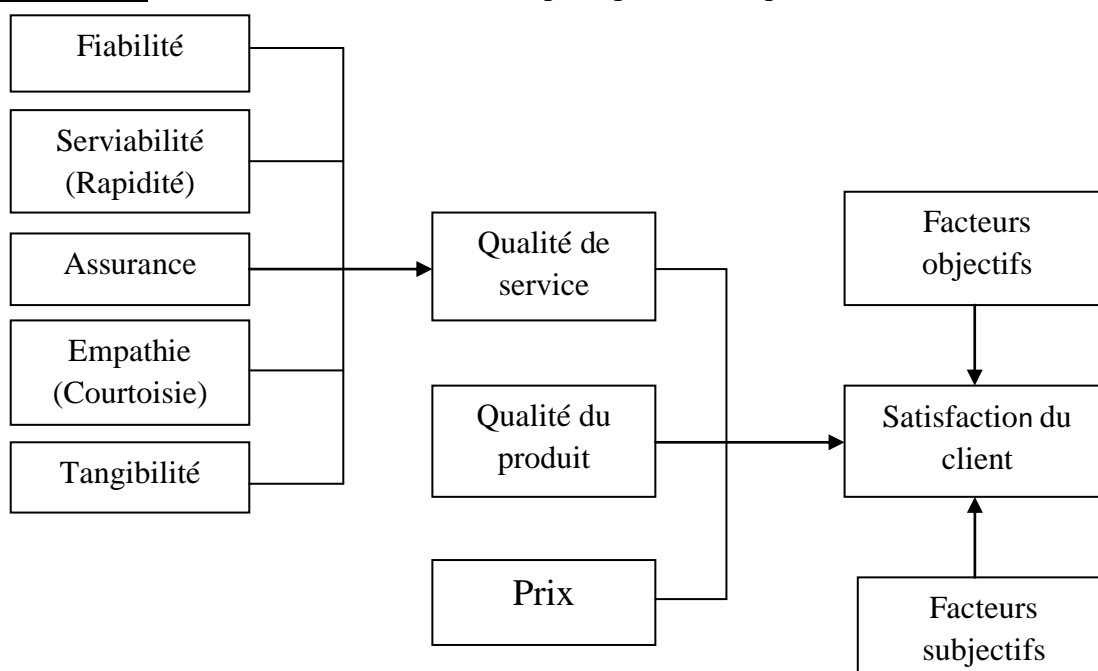 Fiabilité
Serviabilité
(Rapidité)
Assurance
Empathie
(Courtoisie)
Tangibilité
Qualité de
service
Qualité du
produit
Prix
Facteurs
objectifs
Satisfaction du
client
Facteurs
subjectifs